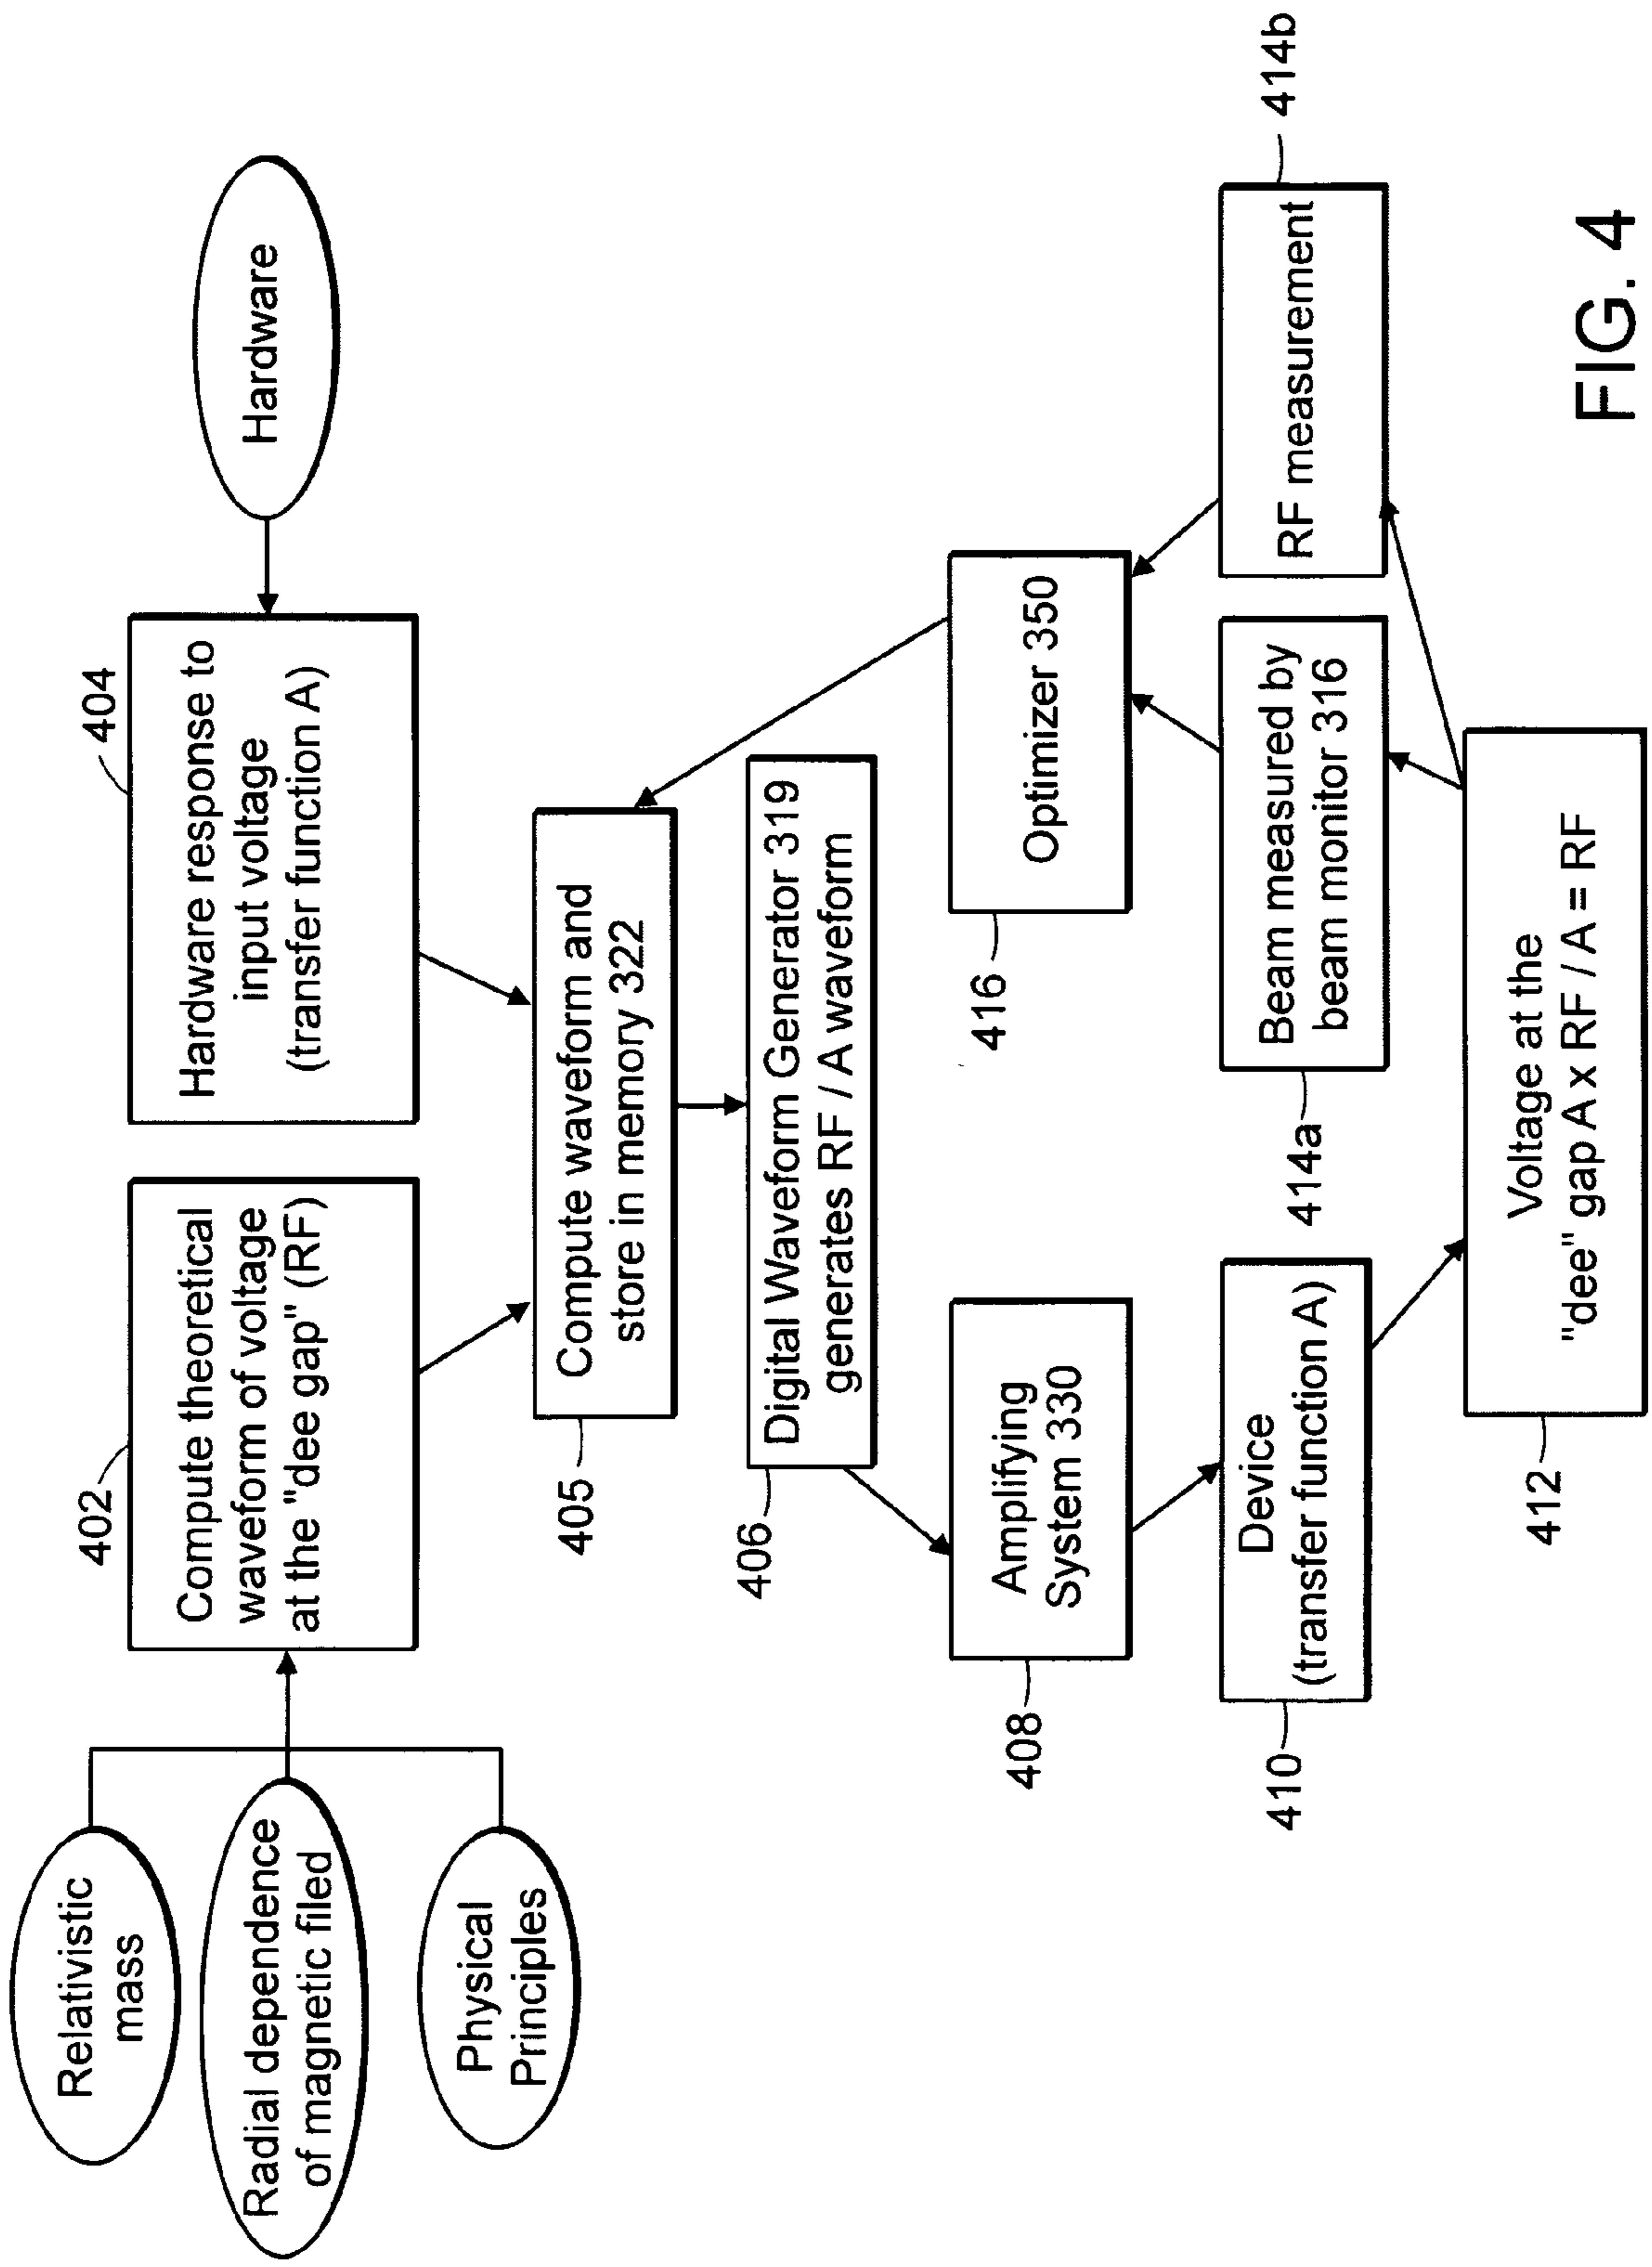 Relativistic
mass
Radial dependence
of magnetic filed
Physical
Principles
402
Compute theoretical
waveform of voltage
at the "dee gap" (RF)
404
Hardware response to
input voltage
(transfer function A)
Hardware
405
Compute waveform and
store in memory 322
406
Digital Waveform Generator 319
generates RF / A waveform
408
Amplifying
System 330
416
Optimizer 350
410
Device
(transfer function A)
414a
Beam measured by
beam monitor 316
RF measurement
414b
412
Voltage at the
"dee" gap A x RF / A = RF
FIG. 4